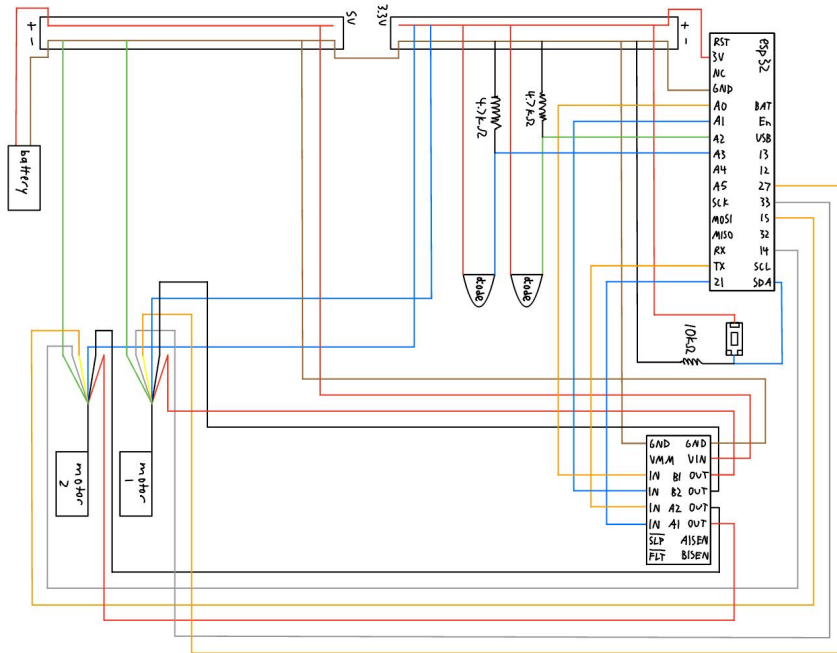 +
-
5V
3.3V
+
-
esp32
RST
3V
NC
GND
A0 BAT
A1 En
A2 USB
A3 13
A4 12
A5 27
SCK 33
MOSI 15
MISO 32
RX 14
TX SCL
21 SDA
4.7kΩ
4.7kΩ
battery
diode
diode
10kΩ
motor 2
motor 1
GND GND
VMM VIN
IN B1 OUT
IN B2 OUT
IN A2 OUT
IN A1 OUT
SLP AISEN
FLT BISEN